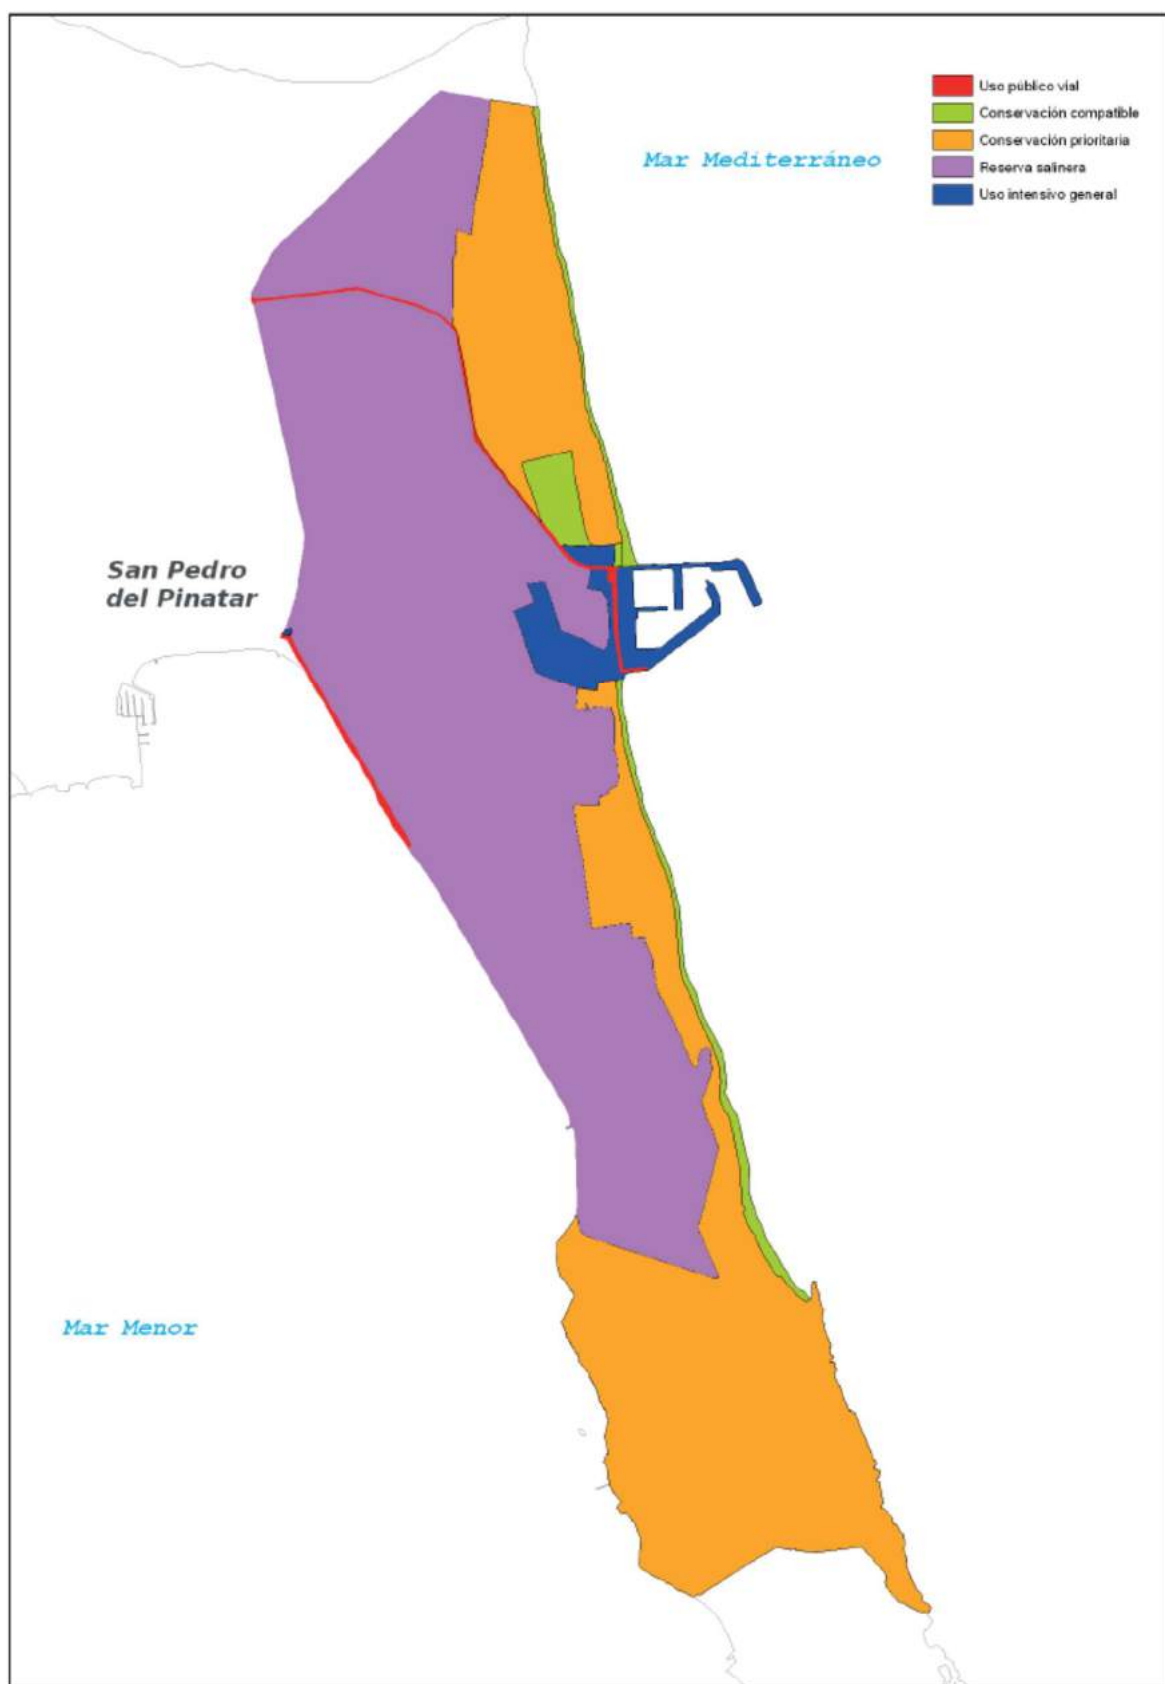 Uso público vial
Conservación compatible
Conservación prioritaria
Reserva salinera
Uso intensivo general
Mar Mediterráneo
San Pedro
del Pinatar
Mar Menor